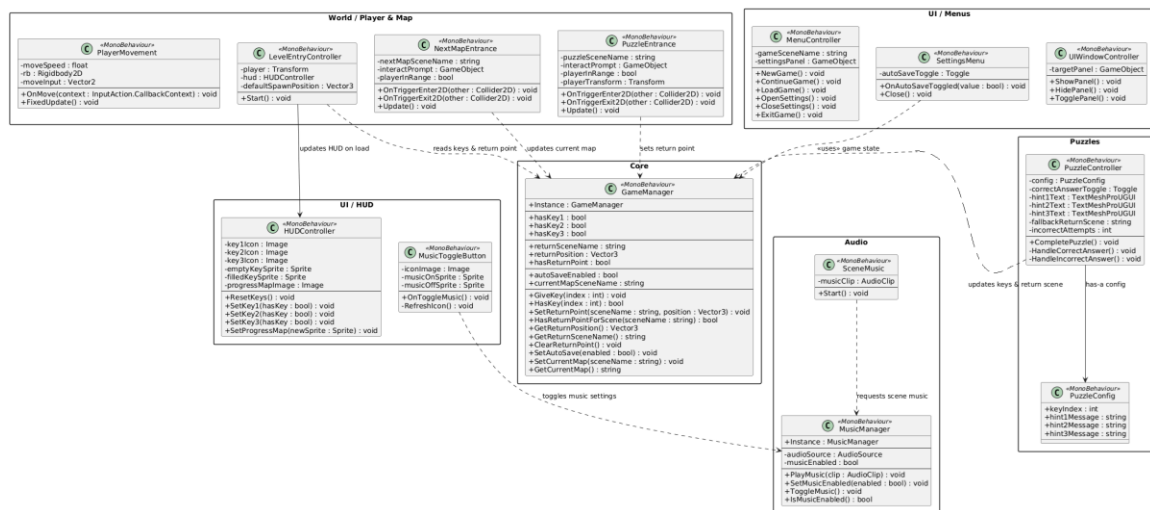 World / Player & Map
C
«MonoBehaviour»
PlayerMovement
-moveSpeed : float
-rb : Rigidbody2D
-moveInput : Vector2
+OnMove(context : InputAction.CallbackContext) : void
+FixedUpdate() : void
C
«MonoBehaviour»
LevelEntryController
-player : Transform
-hud : HUDController
-defaultSpawnPosition : Vector3
+Start() : void
C
«MonoBehaviour»
NextMapEntrance
-nextMapSceneName : string
-interactPrompt : GameObject
-playerInRange : bool
+OnTriggerEnter2D(other : Collider2D) : void
+OnTriggerExit2D(other : Collider2D) : void
+Update() : void
C
«MonoBehaviour»
PuzzleEntrance
-puzzleSceneName : string
-interactPrompt : GameObject
-playerInRange : bool
-playerTransform : Transform
+OnTriggerEnter2D(other : Collider2D) : void
+OnTriggerExit2D(other : Collider2D) : void
+Update() : void
UI / Menus
C
«MonoBehaviour»
MenuController
-gameSceneName : string
-settingsPanel : GameObject
+NewGame() : void
+ContinueGame() : void
+LoadGame() : void
+OpenSettings() : void
+CloseSettings() : void
+ExitGame() : void
C
«MonoBehaviour»
SettingsMenu
-autoSaveToggle : Toggle
+OnAutoSaveToggled(value : bool) : void
+Close() : void
C
«MonoBehaviour»
UIWindowController
-targetPanel : GameObject
+ShowPanel() : void
+HidePanel() : void
+TogglePanel() : void
updates HUD on load
reads keys & return point
updates current map
sets return point
«uses» game state
Core
C
«MonoBehaviour»
GameManager
+Instance : GameManager
+hasKey1 : bool
+hasKey2 : bool
+hasKey3 : bool
+returnSceneName : string
+returnPosition : Vector3
+hasReturnPoint : bool
+autoSaveEnabled : bool
+currentMapSceneName : string
+GiveKey(index : int) : void
+HasKey(index : int) : bool
+SetReturnPoint(sceneName : string, position : Vector3) : void
+HasReturnPointForScene(sceneName : string) : bool
+GetReturnPosition() : Vector3
+GetReturnSceneName() : string
+ClearReturnPoint() : void
+SetAutoSave(enabled : bool) : void
+SetCurrentMap(sceneName : string) : void
+GetCurrentMap() : string
Puzzles
C
«MonoBehaviour»
PuzzleController
-config : PuzzleConfig
-correctAnswerToggle : Toggle
-hint1Text : TextMeshProUGUI
-hint2Text : TextMeshProUGUI
-hint3Text : TextMeshProUGUI
-fallbackReturnScene : string
-incorrectAttempts : int
+CompletePuzzle() : void
-HandleCorrectAnswer() : void
-HandleIncorrectAnswer() : void
updates keys & return scene
has-a config
C
«MonoBehaviour»
PuzzleConfig
+keyIndex : int
+hint1Message : string
+hint2Message : string
+hint3Message : string
UI / HUD
C
«MonoBehaviour»
HUDController
-key1Icon : Image
-key2Icon : Image
-key3Icon : Image
-emptyKeySprite : Sprite
-filledKeySprite : Sprite
-progressMapImage : Image
+ResetKeys() : void
+SetKey1(hasKey : bool) : void
+SetKey2(hasKey : bool) : void
+SetKey3(hasKey : bool) : void
+SetProgressMap(newSprite : Sprite) : void
C
«MonoBehaviour»
MusicToggleButton
-iconImage : Image
-musicOnSprite : Sprite
-musicOffSprite : Sprite
+OnToggleMusic() : void
-RefreshIcon() : void
toggles music settings
Audio
C
«MonoBehaviour»
SceneMusic
-musicClip : AudioClip
+Start() : void
requests scene music
C
«MonoBehaviour»
MusicManager
+Instance : MusicManager
-audioSource : AudioSource
-musicEnabled : bool
+PlayMusic(clip : AudioClip) : void
+SetMusicEnabled(enabled : bool) : void
+ToggleMusic() : void
+IsMusicEnabled() : bool